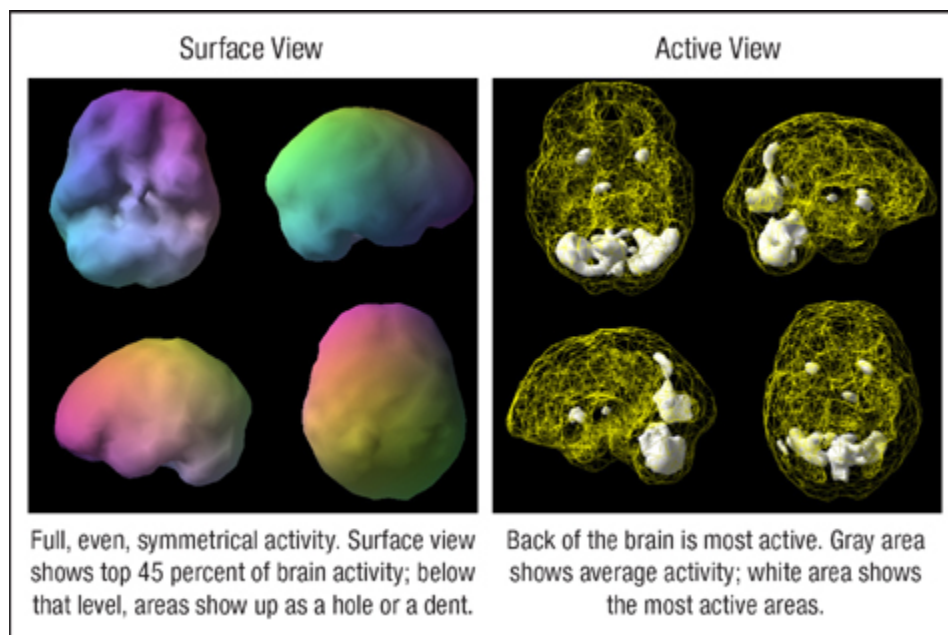 Surface View
Active View
Full, even, symmetrical activity. Surface view
shows top 45 percent of brain activity; below
that level, areas show up as a hole or a dent.
Back of the brain is most active. Gray area
shows average activity; white area shows
the most active areas.